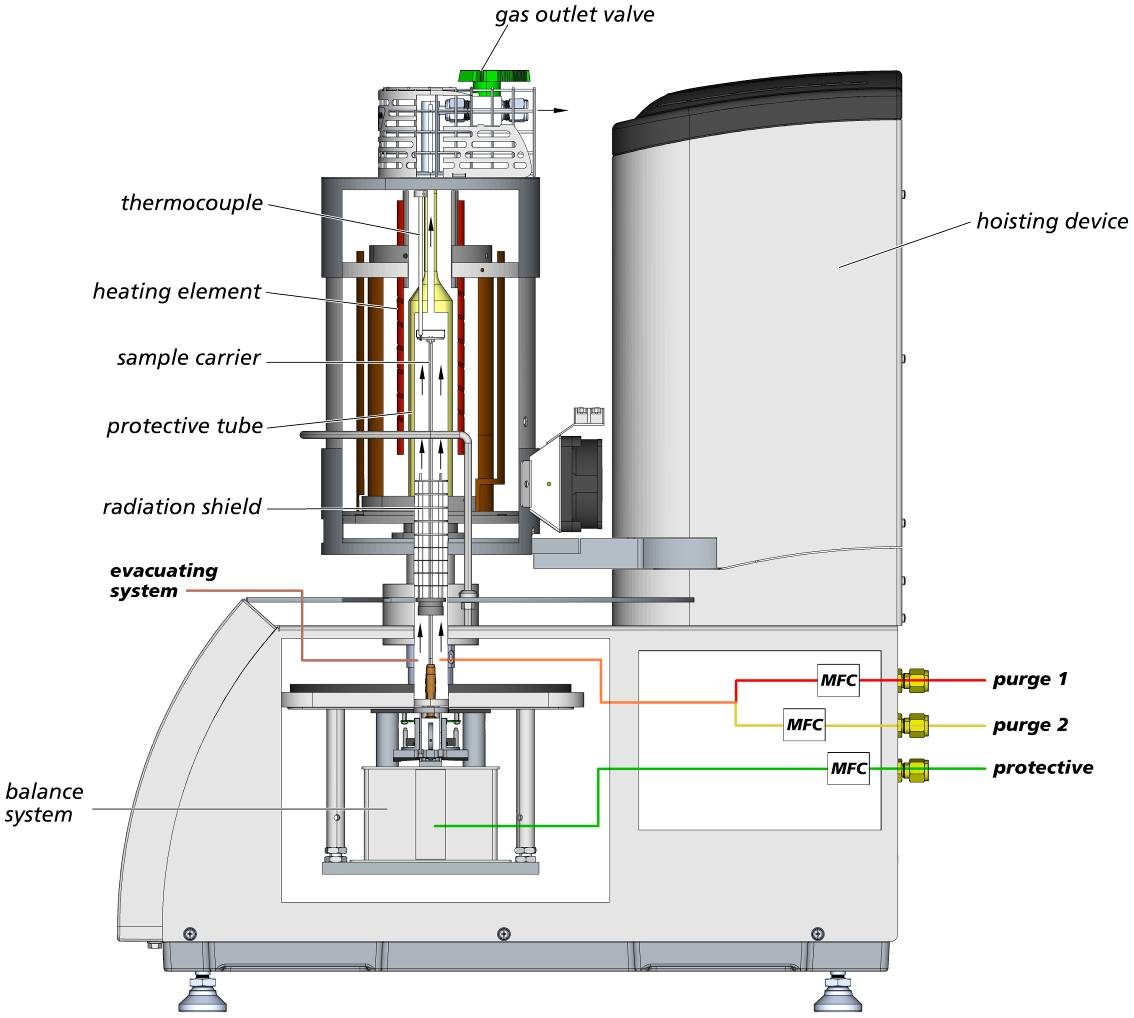 gas outlet valve
thermocouple
hoisting device
heating element
sample carrier
protective tube
radiation shield
evacuating
system
MFC
purge 1
MFC
purge 2
MFC
protective
balance
system